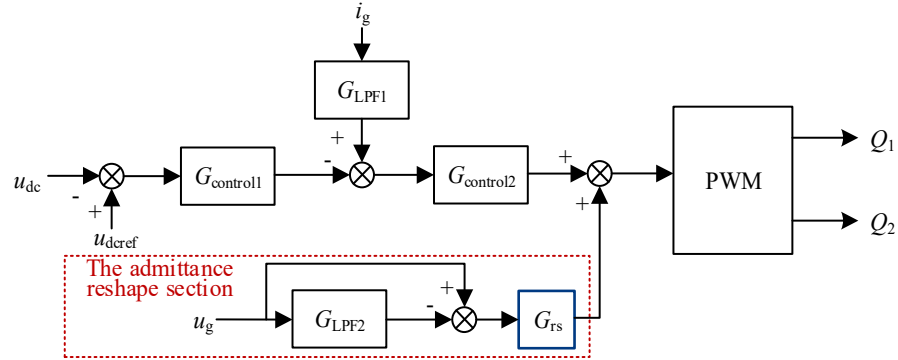 i_g
G_LPF1
+
u_dc
-
+
u_dcref
G_control1
-
G_control2
+
+
PWM
Q_1
Q_2
The admittance
reshape section
u_g
G_LPF2
+
-
G_rs